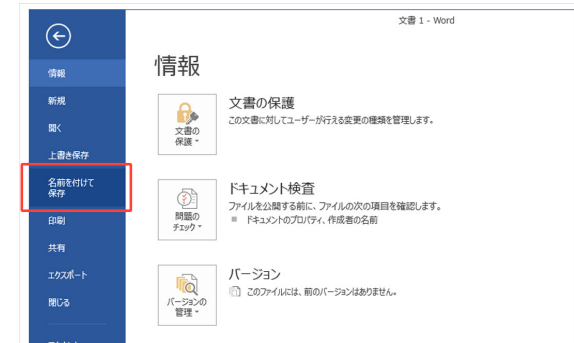 文書 1 - Word
情報
新規
開く
上書き保存
名前を付けて
保存
印刷
共有
エクスポート
閉じる
情報
文書の
保護
文書の保護
この文書に対してユーザーが行える変更の種類を管理します。
問題の
チェック
ドキュメント検査
ファイルを公開する前に、ファイルの次の項目を確認します。
ドキュメントのプロパティ、作成者の名前
バージョンの
管理
バージョン
このファイルには、前のバージョンはありません。